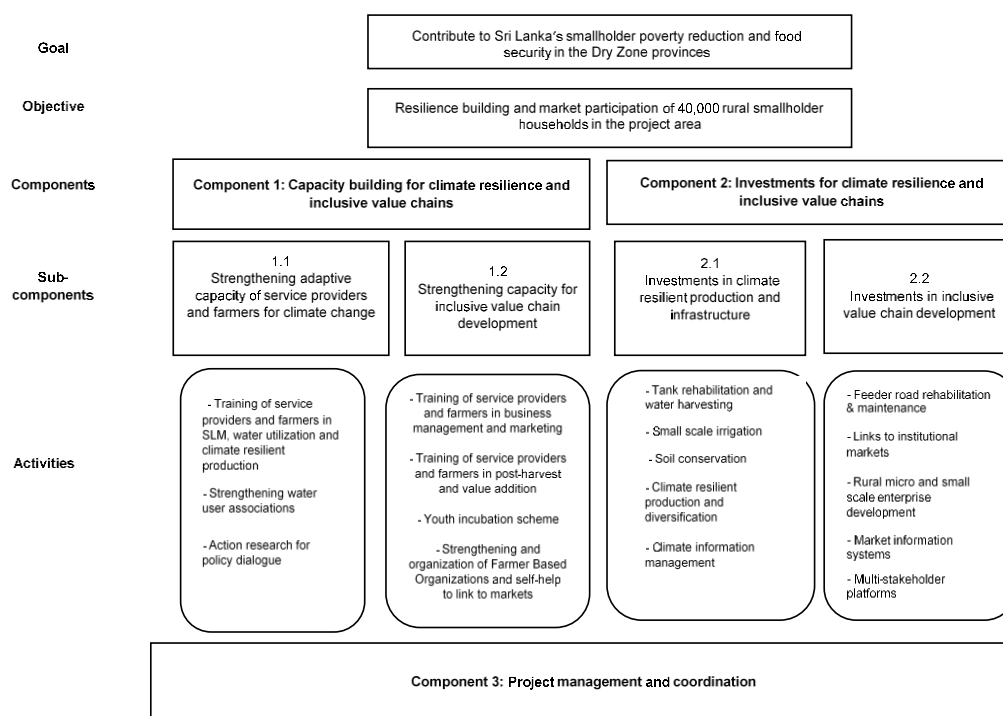 Goal
Contribute to Sri Lanka's smallholder poverty reduction and food
security in the Dry Zone provinces
Objective
Resilience building and market participation of 40,000 rural smallholder
households in the project area
Components
Component 1: Capacity building for climate resilience and
inclusive value chains
Component 2: Investments for climate resilience and
inclusive value chains
Sub-
components
1.1
Strengthening adaptive
capacity of service providers
and farmers for climate change
1.2
Strengthening capacity for
inclusive value chain
development
2.1
Investments in climate
resilient production and
infrastructure
2.2
Investments in inclusive
value chain development
Activities
- Training of service
providers and farmers in
SLM, water utilization and
climate resilient
production
- Strengthening water
user associations
- Action research for
policy dialogue
- Training of service providers
and farmers in business
management and marketing
- Training of service providers
and farmers in post-harvest
and value addition
- Youth incubation scheme
- Strengthening and
organization of Farmer Based
Organizations and self-help
to link to markets
- Tank rehabilitation and
water harvesting
- Small scale irrigation
- Soil conservation
- Climate resilient
production and
diversification
- Climate information
management
- Feeder road rehabilitation
& maintenance
- Links to institutional
markets
- Rural micro and small
scale enterprise
development
- Market information
systems
- Multi-stakeholder
platforms
Component 3: Project management and coordination